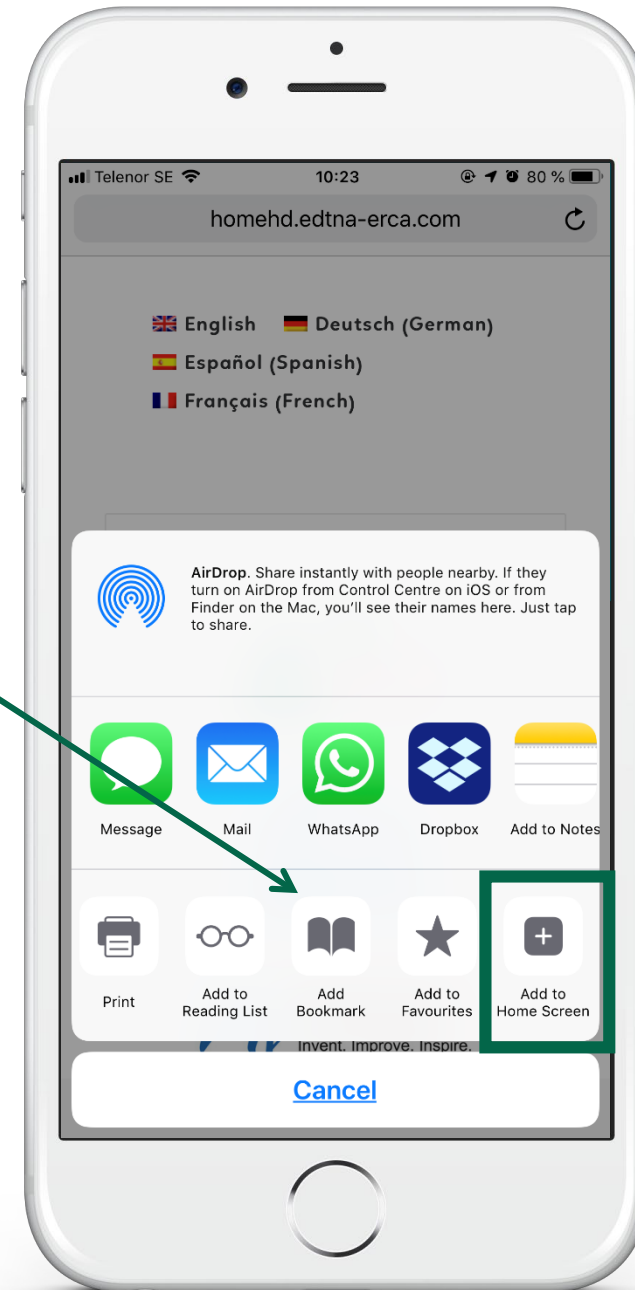 Telenor SE 10:23 80 %
homehd.edtna-erca.com
English Deutsch (German)
Español (Spanish)
Français (French)
AirDrop. Share instantly with people nearby. If they
turn on AirDrop from Control Centre on iOS or from
Finder on the Mac, you'll see their names here. Just tap
to share.
Message Mail WhatsApp Dropbox Add to Notes
Print Add to Add Add to Add to
Reading List Bookmark Favourites Home Screen
Invent. Improve. Inspire.
Cancel